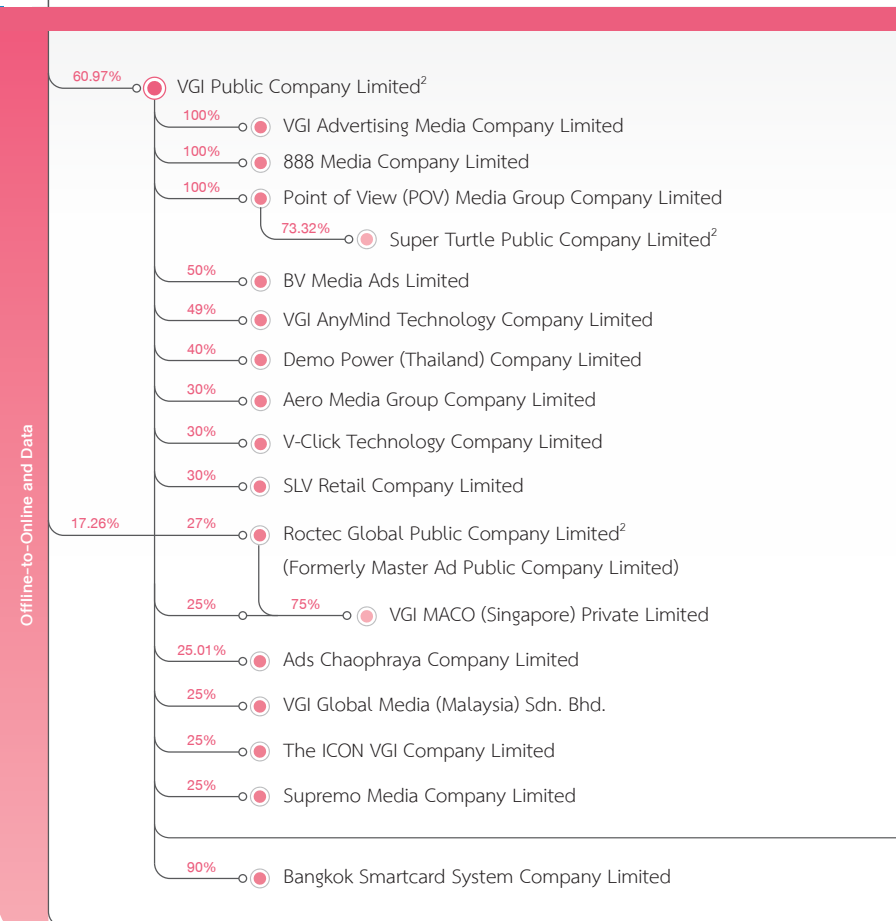 60.97%
VGI Public Company Limited²
100%
VGI Advertising Media Company Limited
100%
888 Media Company Limited
100%
Point of View (POV) Media Group Company Limited
73.32%
Super Turtle Public Company Limited²
50%
BV Media Ads Limited
49%
VGI AnyMind Technology Company Limited
40%
Demo Power (Thailand) Company Limited
30%
Aero Media Group Company Limited
30%
V-Click Technology Company Limited
30%
SLV Retail Company Limited
Offline-to-Online and Data
17.26%
27%
Roctec Global Public Company Limited²
(Formerly Master Ad Public Company Limited)
25%
75%
VGI MACO (Singapore) Private Limited
25.01%
Ads Chaophraya Company Limited
25%
VGI Global Media (Malaysia) Sdn. Bhd.
25%
The ICON VGI Company Limited
25%
Supremo Media Company Limited
90%
Bangkok Smartcard System Company Limited